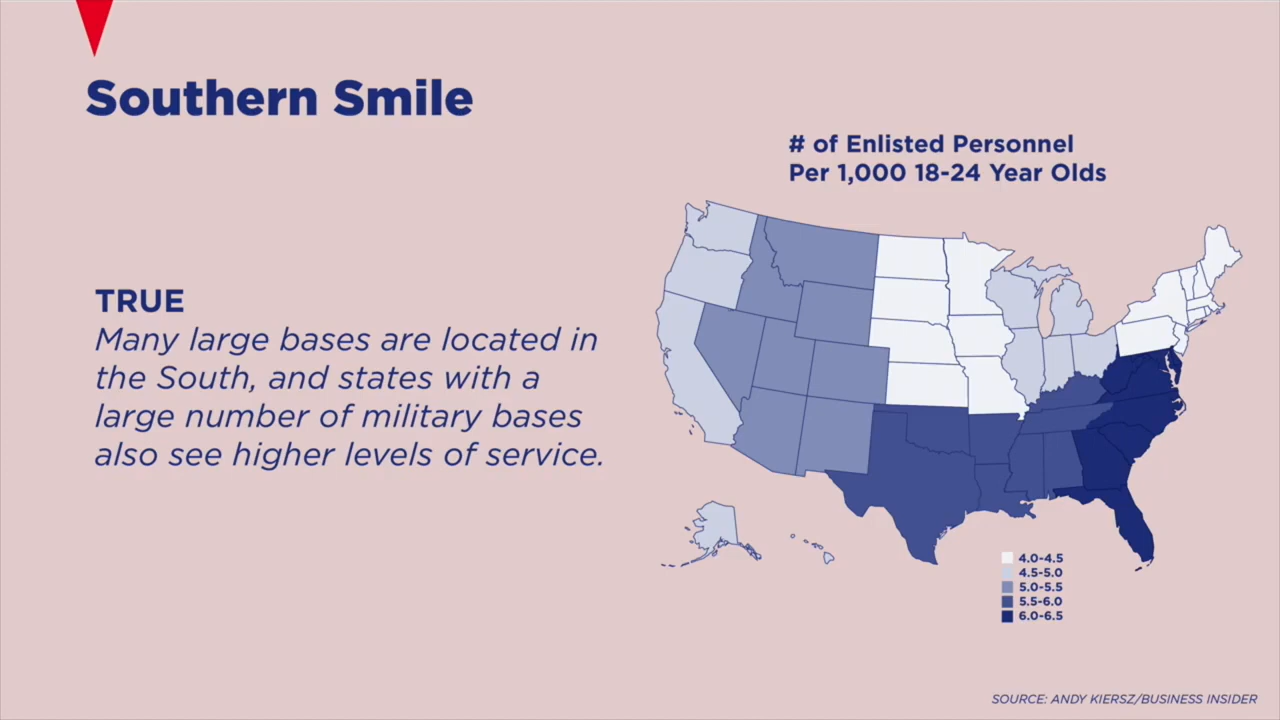 Southern Smile
# of Enlisted Personnel
Per 1,000 18-24 Year Olds
TRUE
Many large bases are located in
the South, and states with a
large number of military bases
also see higher levels of service.
4.0-4.5
4.5-5.0
5.0-5.5
5.5-6.0
6.0-6.5
SOURCE: ANDY KIERSZ/BUSINESS INSIDER